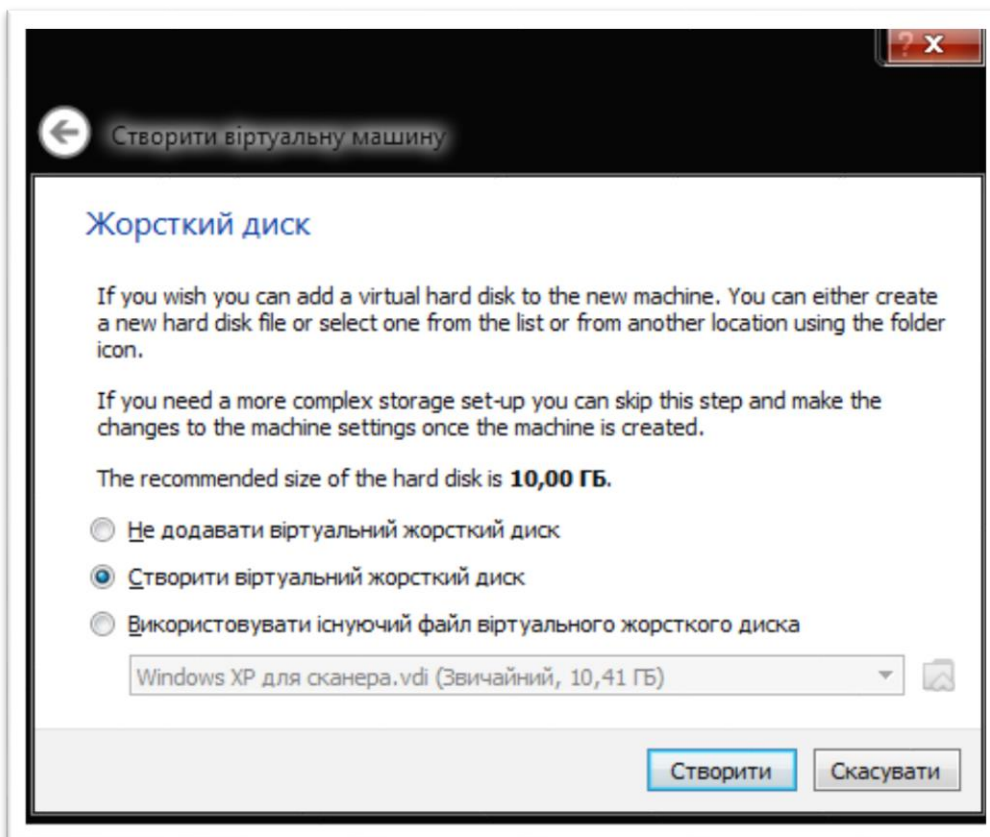 ?
x
Створити віртуальну машину
Жорсткий диск
If you wish you can add a virtual hard disk to the new machine. You can either create
a new hard disk file or select one from the list or from another location using the folder
icon.
If you need a more complex storage set-up you can skip this step and make the
changes to the machine settings once the machine is created.
The recommended size of the hard disk is 10,00 ГБ.
Не додавати віртуальний жорсткий диск
Створити віртуальний жорсткий диск
Використовувати існуючий файл віртуального жорсткого диска
Windows XP для сканера.vdi (Звичайний, 10,41 ГБ)
Створити
Скасувати